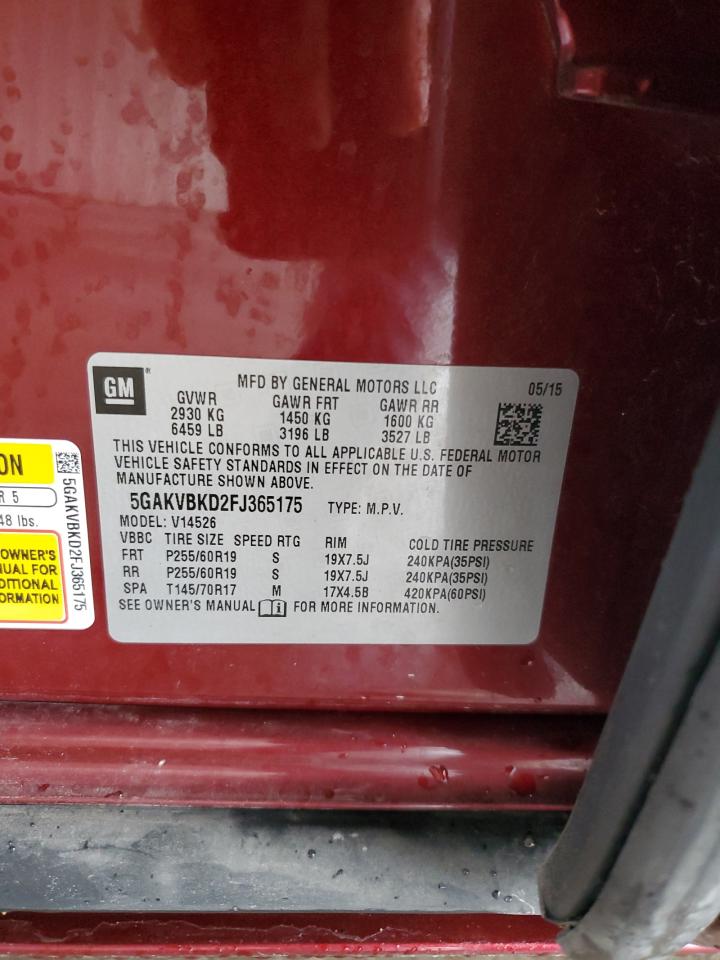 GM ®
MFD BY GENERAL MOTORS LLC 05/15
GVWR GAWR FRT GAWR RR
2930 KG 1450 KG 1600 KG
6459 LB 3196 LB 3527 LB
THIS VEHICLE CONFORMS TO ALL APPLICABLE U.S. FEDERAL MOTOR
VEHICLE SAFETY STANDARDS IN EFFECT ON THE DATE OF
MANUFACTURE SHOWN ABOVE.
5GAKVBKD2FJ365175 TYPE: M.P.V.
MODEL: V14526
VBBC TIRE SIZE SPEED RTG RIM COLD TIRE PRESSURE
FRT P255/60R19 S 19X7.5J 240KPA(35PSI)
RR P255/60R19 S 19X7.5J 240KPA(35PSI)
SPA T145/70R17 M 17X4.5B 420KPA(60PSI)
SEE OWNER'S MANUAL FOR MORE INFORMATION.
ON
R 5
48 lbs.
OWNER'S
UAL FOR
DITIONAL
ORMATION
5GAKVBKD2FJ365175